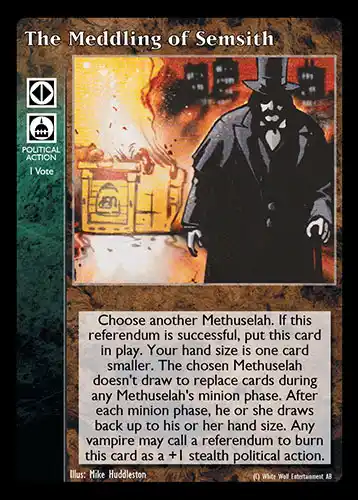 The Meddling of Semsith
POLITICAL
ACTION
1 Vote
Choose another Methuselah. If this
referendum is successful, put this card
in play. Your hand size is one card
smaller. The chosen Methuselah
doesn't draw to replace cards during
any Methuselah's minion phase. After
each minion phase, he or she draws
back up to his or her hand size. Any
vampire may call a referendum to burn
this card as a +1 stealth political action.
Illus: Mike Huddleston
(C) White Wolf Entertainment AB